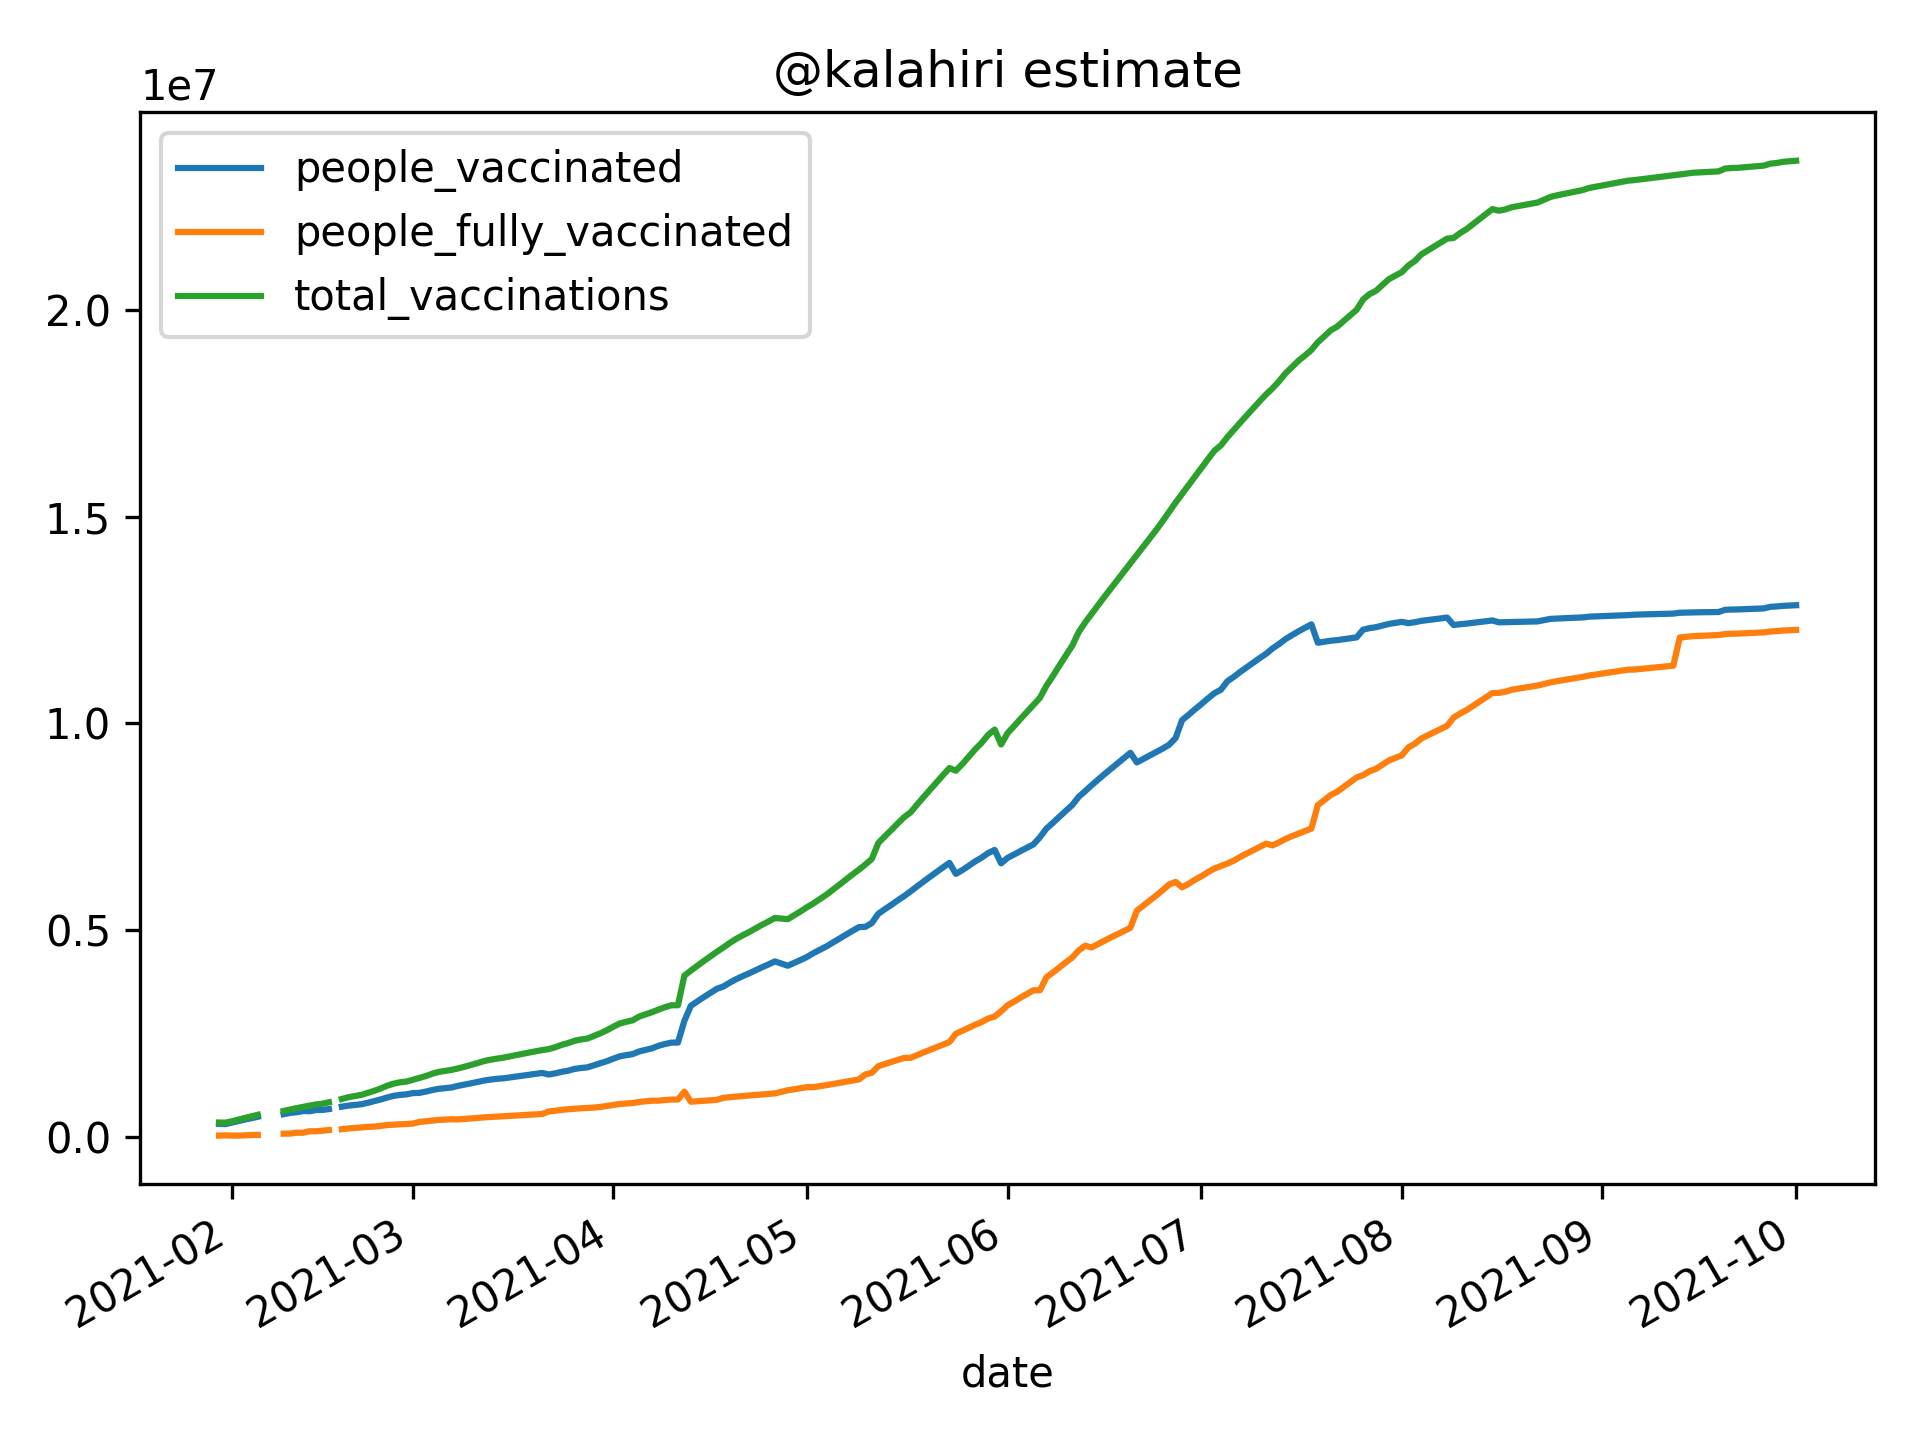 @kalahiri estimate
1e7
people_vaccinated
people_fully_vaccinated
total_vaccinations
2.0
1.5
1.0
0.5
0.0
2021-02
2021-03
2021-04
2021-05
2021-06
2021-07
2021-08
2021-09
2021-10
date